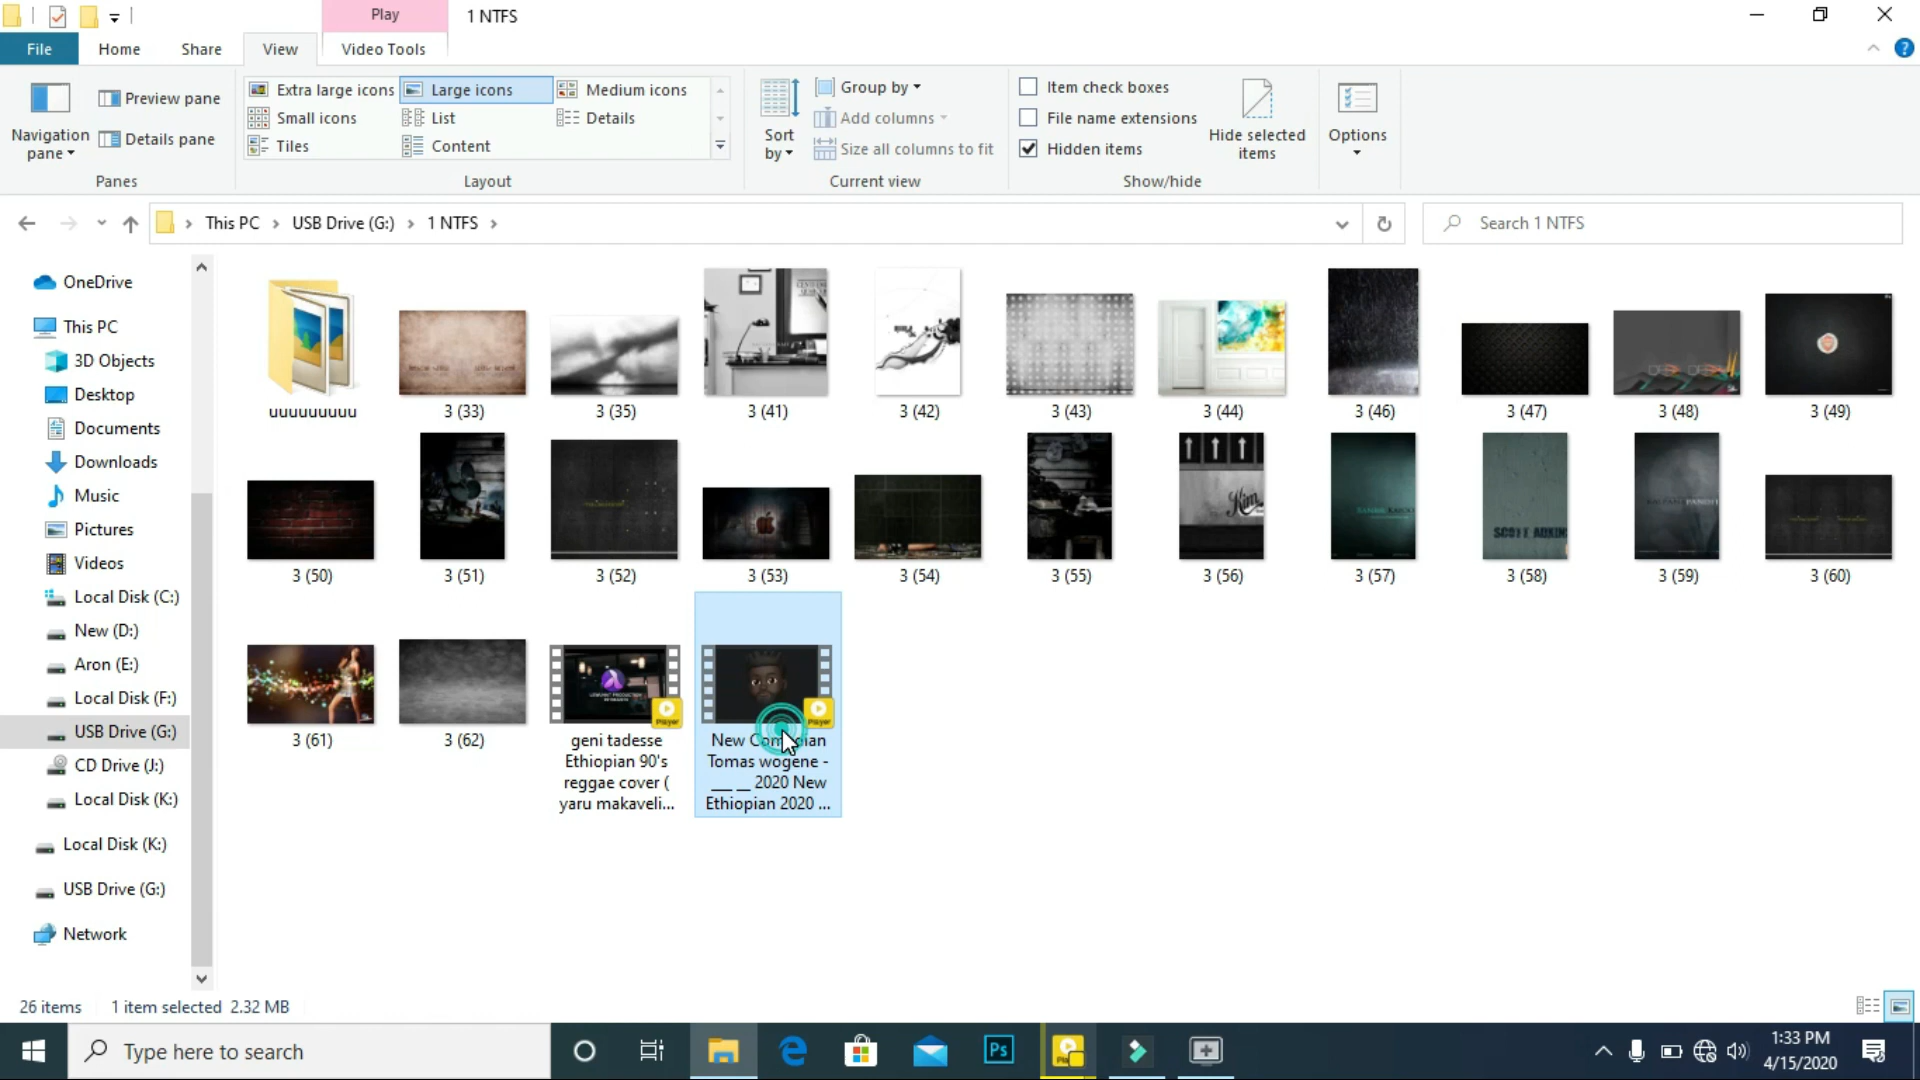 Play
1 NTFS
File
Home
Share
View
Video Tools
Navigation
pane
Preview pane
Details pane
Panes
Extra large icons
Large icons
Medium icons
Small icons
List
Details
Tiles
Content
Layout
Sort
by
Group by
Add columns
Size all columns to fit
Current view
Item check boxes
File name extensions
Hidden items
Hide selected
items
Show/hide
Options
This PC
USB Drive (G:)
1 NTFS
Search 1 NTFS
OneDrive
This PC
3D Objects
Desktop
Documents
Downloads
Music
Pictures
Videos
Local Disk (C:)
New (D:)
Aron (E:)
Local Disk (F:)
USB Drive (G:)
CD Drive (J:)
Local Disk (K:)
Local Disk (K:)
USB Drive (G:)
Network
uuuuuuuuu
3 (33)
3 (35)
3 (41)
3 (42)
3 (43)
3 (44)
3 (46)
3 (47)
3 (48)
3 (49)
3 (50)
3 (51)
3 (52)
3 (53)
3 (54)
Kim
3 (55)
3 (56)
3 (57)
SCOTT ADKIN
3 (58)
3 (59)
3 (60)
3 (61)
3 (62)
Player
geni tadesse
Ethiopian 90's
reggae cover (
yaru makaveli...
Player
New
Tomas wogene -
___ __ 2020 New
Ethiopian 2020 ...
26 items
1 item selected 2.32 MB
Type here to search
Ps
1:33 PM
4/15/2020